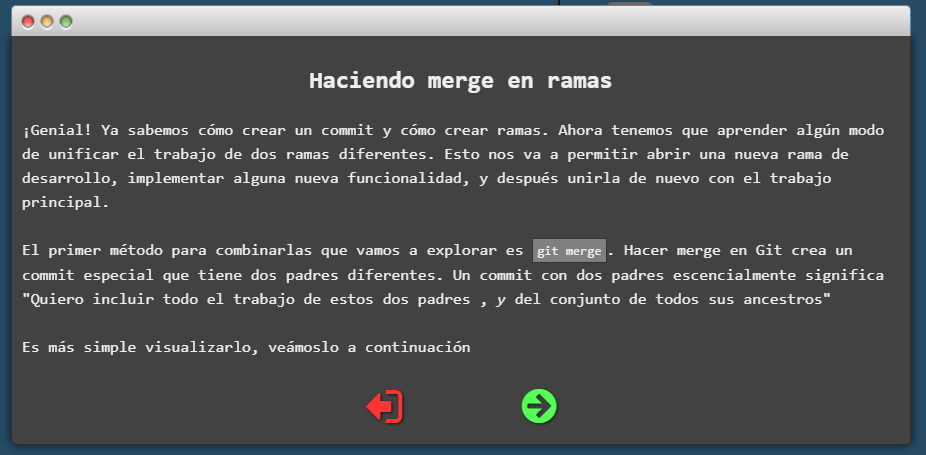 Haciendo merge en ramas
¡Genial! Ya sabemos cómo crear un commit y cómo crear ramas. Ahora tenemos que aprender algún modo
de unificar el trabajo de dos ramas diferentes. Esto nos va a permitir abrir una nueva rama de
desarrollo, implementar alguna nueva funcionalidad, y después unirla de nuevo con el trabajo
principal.
El primer método para combinarlas que vamos a explorar es git merge. Hacer merge en Git crea un
commit especial que tiene dos padres diferentes. Un commit con dos padres escencialmente significa
"Quiero incluir todo el trabajo de estos dos padres , y del conjunto de todos sus ancestros"
Es más simple visualizarlo, veámoslo a continuación